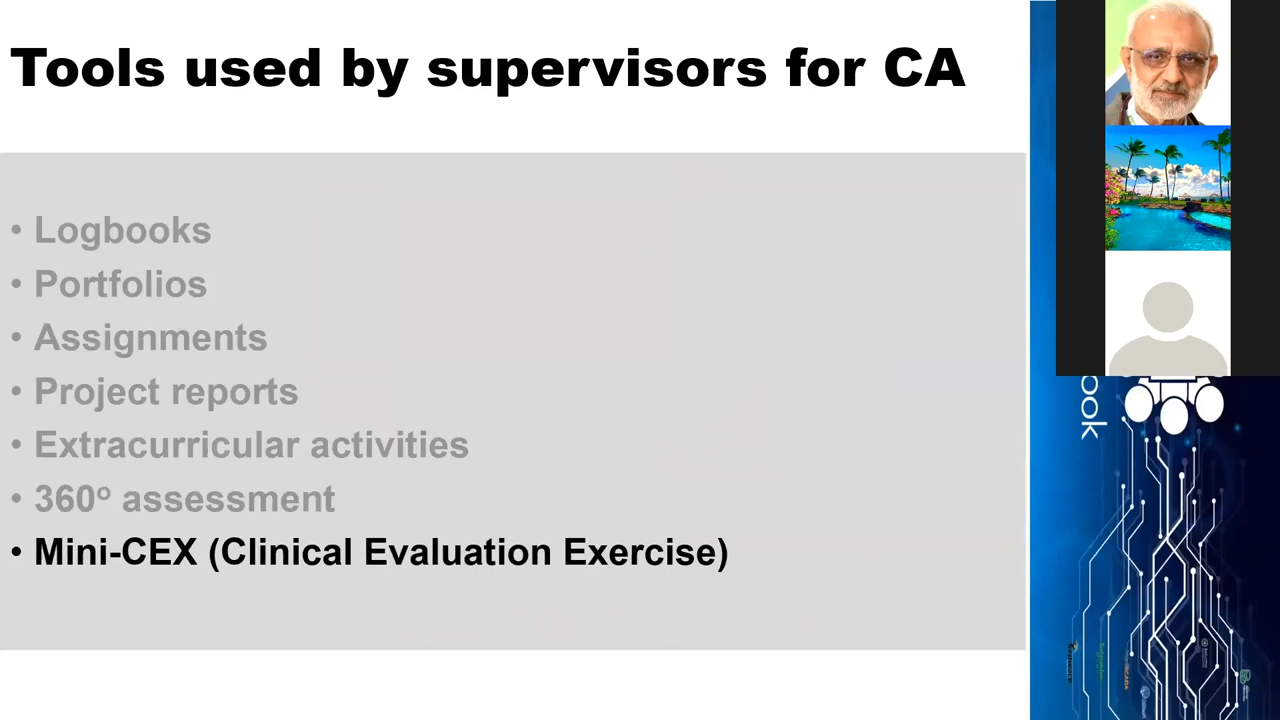 Tools used by supervisors for CA
• Logbooks
• Portfolios
• Assignments
• Project reports
• Extracurricular activities
• 360º assessment
• Mini-CEX (Clinical Evaluation Exercise)
ook